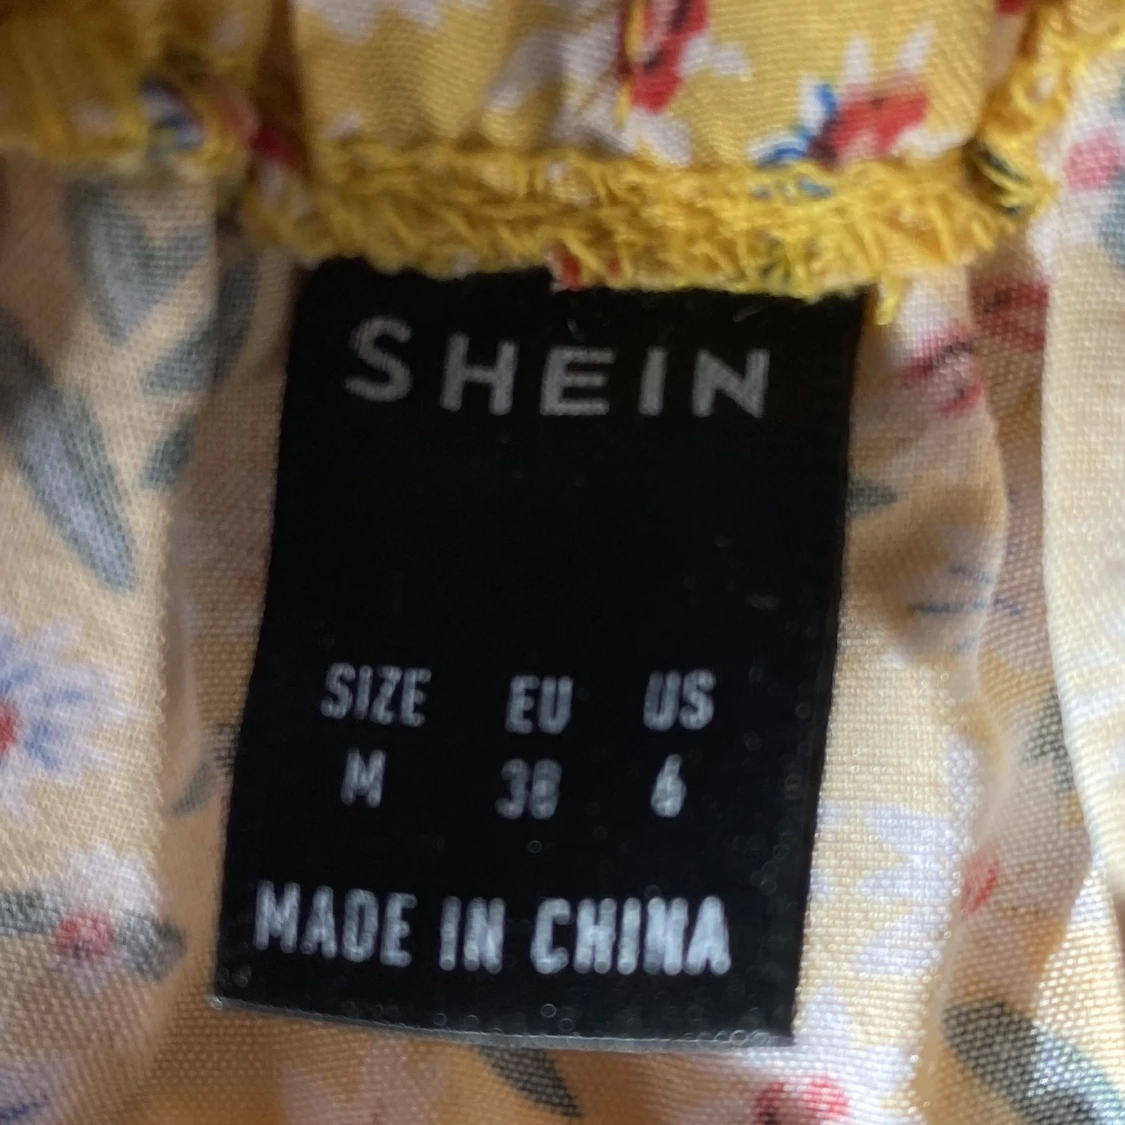 SHEIN
SIZE EU US
M 38 6
MADE IN CHINA